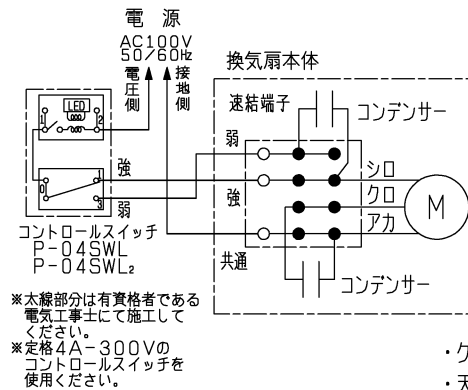 電 源
AC100V
50/60Hz
電圧側
接地側
換気扇本体
LED
1
2
速結端子
コンデンサー
弱
強
シロ
0
1
3
強
クロ
M
弱
アカ
コントロールスイッチ
P-04SWL
P-04SWL2
共通
コンデンサー
※太線部分は有資格者である
電気工事士にて施工して
ください。
※定格4A-300Vの
コントロールスイッチを
使用ください。
・ク
・天